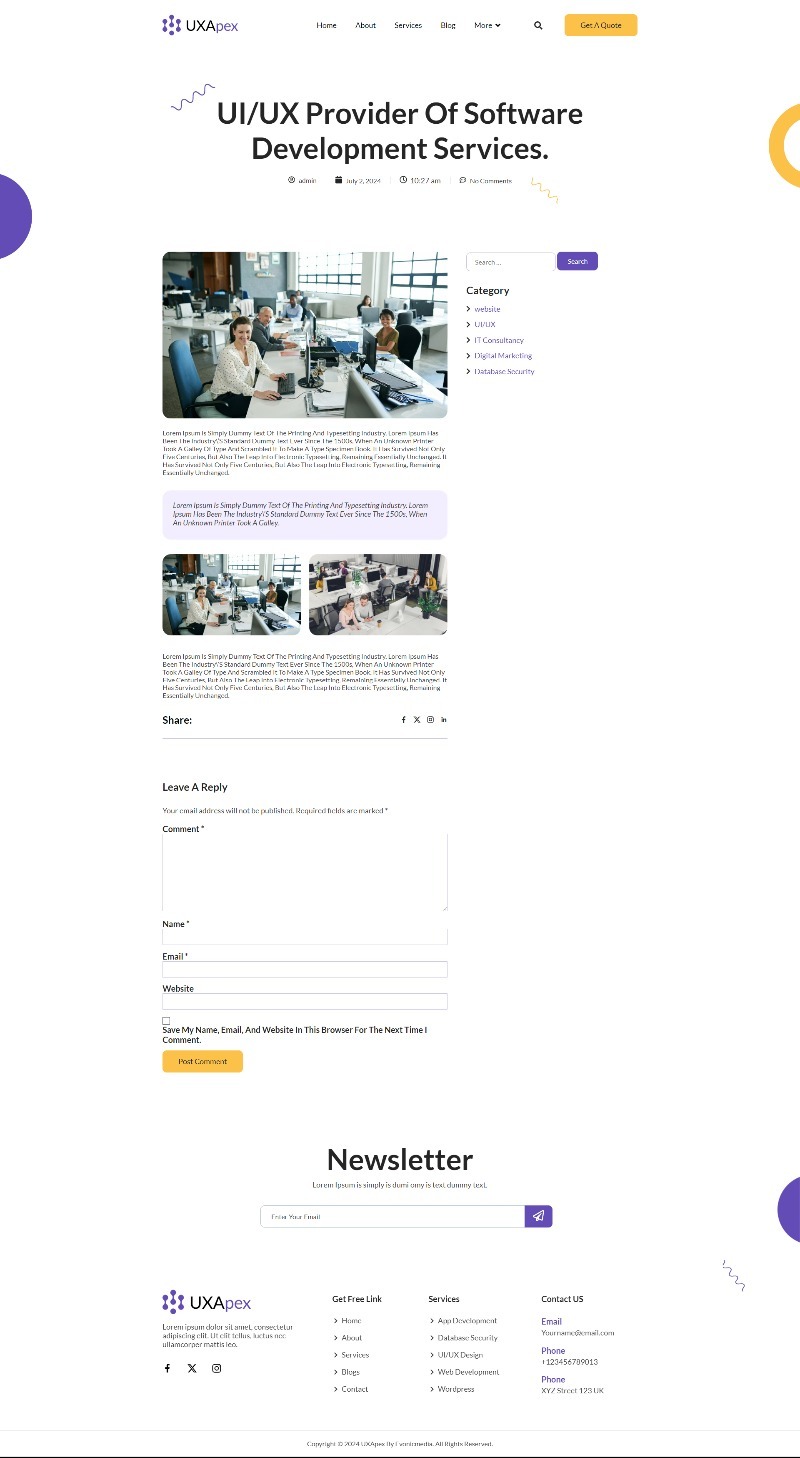 UXApex
Home
About
Services
Blog
More
Get A Quote
UI/UX Provider Of Software
Development Services.
admin
July 2, 2024
10:27 am
No Comments
Search ...
Search
Category
website
UI/UX
IT Consultancy
Digital Marketing
Database Security
Lorem Ipsum Is Simply Dummy Text Of The Printing And Typesetting Industry. Lorem Ipsum Has
Been The Industry\'S Standard Dummy Text Ever Since The 1500s, When An Unknown Printer
Took A Galley Of Type And Scrambled It To Make A Type Specimen Book. It Has Survived Not Only
Five Centuries, But Also The Leap Into Electronic Typesetting, Remaining Essentially Unchanged. It
Has Survived Not Only Five Centuries, But Also The Leap Into Electronic Typesetting, Remaining
Essentially Unchanged.
Lorem Ipsum Is Simply Dummy Text Of The Printing And Typesetting Industry. Lorem
Ipsum Has Been The Industry\'S Standard Dummy Text Ever Since The 1500s, When
An Unknown Printer Took A Galley.
Lorem Ipsum Is Simply Dummy Text Of The Printing And Typesetting Industry. Lorem Ipsum Has
Been The Industry\'S Standard Dummy Text Ever Since The 1500s, When An Unknown Printer
Took A Galley Of Type And Scrambled It To Make A Type Specimen Book. It Has Survived Not Only
Five Centuries, But Also The Leap Into Electronic Typesetting, Remaining Essentially Unchanged. It
Has Survived Not Only Five Centuries, But Also The Leap Into Electronic Typesetting, Remaining
Essentially Unchanged.
Share:
Leave A Reply
Your email address will not be published. Required fields are marked *
Comment *
Name *
Email *
Website
Save My Name, Email, And Website In This Browser For The Next Time I
Comment.
Post Comment
Newsletter
Lorem Ipsum is simply is dumi omy is text dummy text.
Enter Your Email
UXApex
Lorem ipsum dolor sit amet, consectetur
adipiscing elit. Ut elit tellus, luctus nec
ullamcorper mattis leo.
Get Free Link
Home
About
Services
Blogs
Contact
Services
App Development
Database Security
UI/UX Design
Web Development
Wordpress
Contact US
Email
Yourname@email.com
Phone
+123456789013
Phone
XYZ Street 123 UK
Copyright © 2024 UXApex By Evonicmedia. All Rights Reserved.